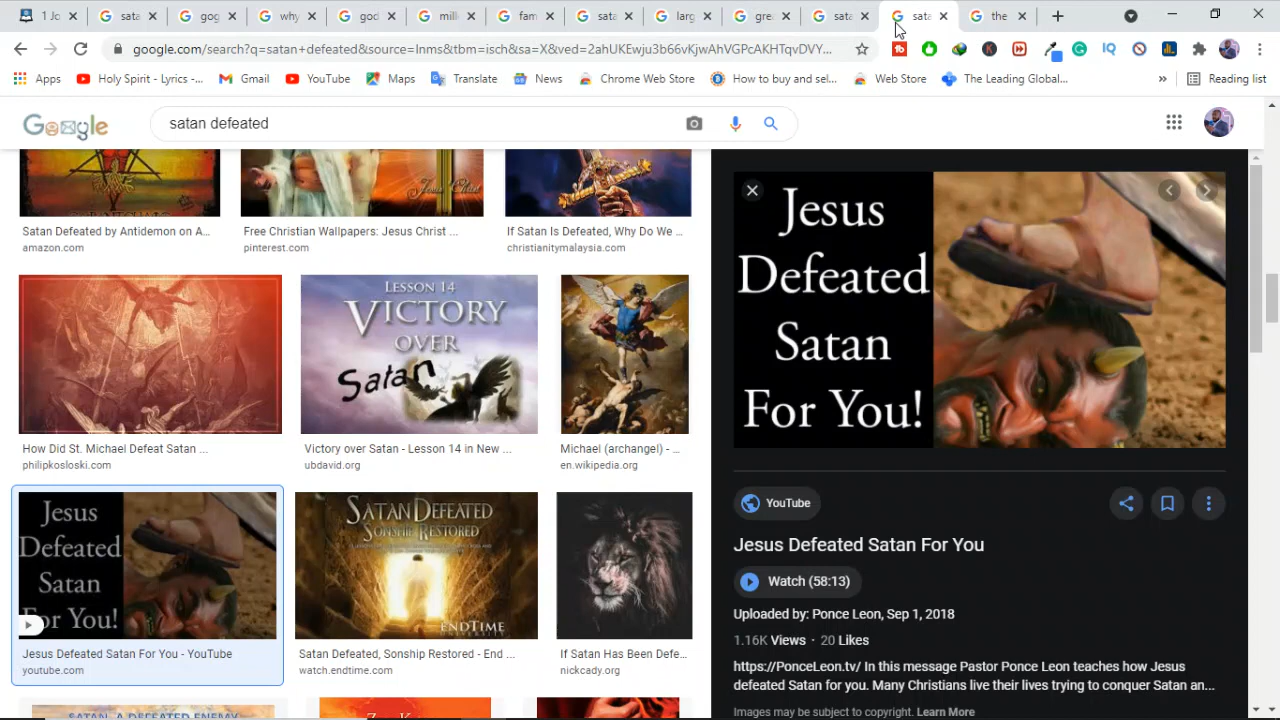 1 Jo
sata
gog
why
god
milk
fam
sata
larg
grea
sata
sata
the
google.com/search?q=satan+defeated&source=lnms&tbm=isch&sa=X&ved=2ahUKEwju3b66vKjwAhVGPcAKHTqvDVY...
Apps
Holy Spirit - Lyrics -...
Gmail
YouTube
Maps
Translate
News
Chrome Web Store
How to buy and sel...
Web Store
The Leading Global...
»
Reading list
Google
satan defeated
Jesus Christ
Satan Defeated by Antidemon on A...
amazon.com
Free Christian Wallpapers: Jesus Christ ...
pinterest.com
If Satan Is Defeated, Why Do We ...
christianitymalaysia.com
LESSON 14
VICTORY
OVER
Satan
How Did St. Michael Defeat Satan ...
philipkosloski.com
Victory over Satan - Lesson 14 in New ...
ubdavid.org
Michael (archangel) - ...
en.wikipedia.org
Jesus
Defeated
Satan
For You!
SATAN DEFEATED
SONSHIP RESTORED
ENDTIME
Jesus Defeated Satan For You - YouTube
youtube.com
Satan Defeated, Sonship Restored - End ...
watch.endtime.com
If Satan Has Been Defe...
nickcady.org
SATAN, A DEFEATED ENEMY
Jesus
Defeated
Satan
For You!
YouTube
Jesus Defeated Satan For You
Watch (58:13)
Uploaded by: Ponce Leon, Sep 1, 2018
1.16K Views · 20 Likes
https://PonceLeon.tv/ In this message Pastor Ponce Leon teaches how Jesus
defeated Satan for you. Many Christians live their lives trying to conquer Satan an...
Images may be subject to copyright. Learn More